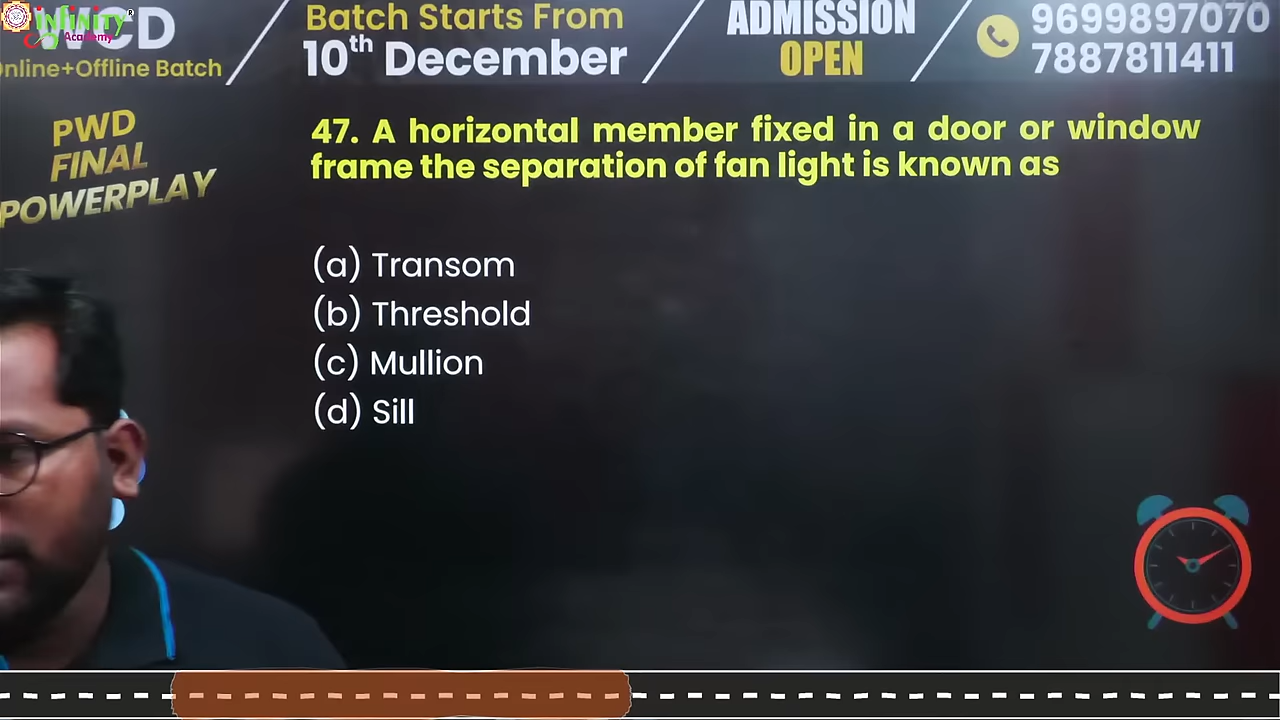 infinity
Academy
VCD
Online+Offline Batch
Batch Starts From
10th December
ADMISSION
OPEN
9699897070
7887811411
PWD
FINAL
POWERPLAY
47. A horizontal member fixed in a door or window
frame the separation of fan light is known as
(a) Transom
(b) Threshold
(c) Mullion
(d) Sill